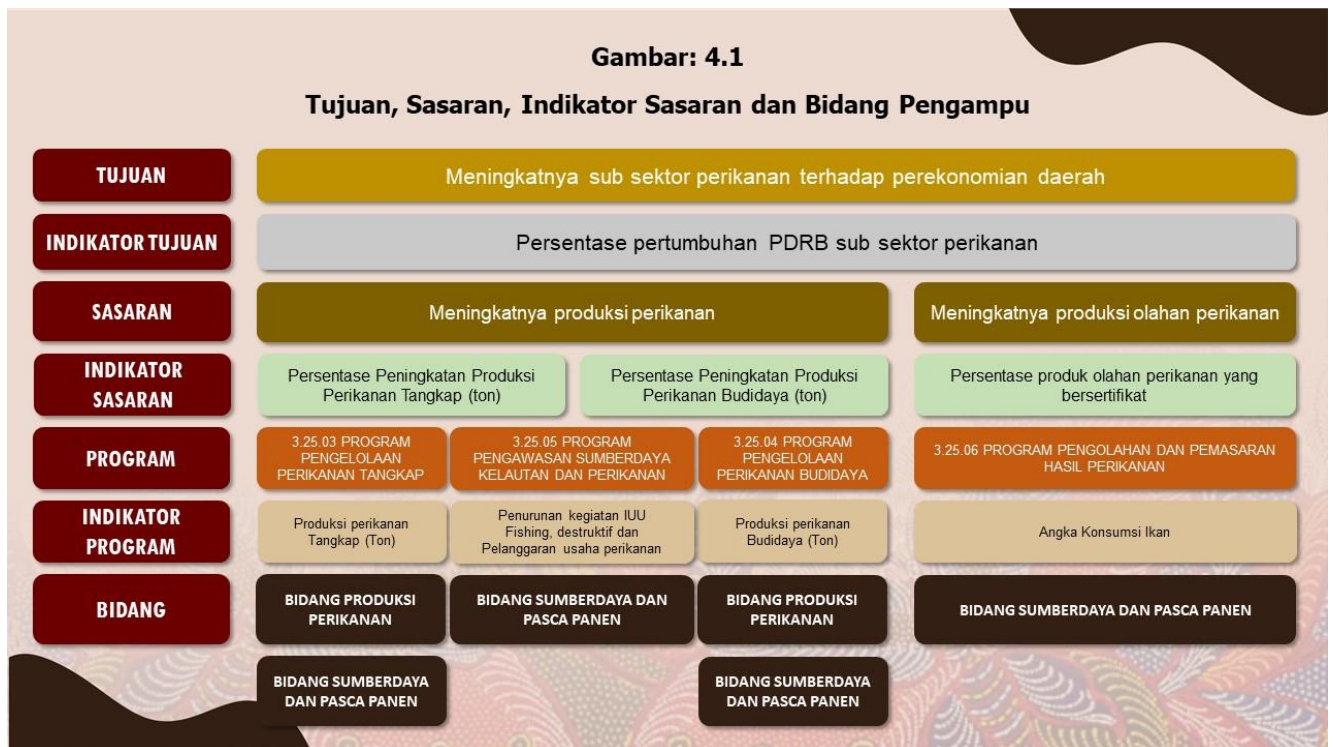 Gambar: 4.1
Tujuan, Sasaran, Indikator Sasaran dan Bidang Pengampu
TUJUAN
Meningkatnya sub sektor perikanan terhadap perekonomian daerah
INDIKATOR TUJUAN
Persentase pertumbuhan PDRB sub sektor perikanan
SASARAN
Meningkatnya produksi perikanan
Meningkatnya produksi olahan perikanan
INDIKATOR
SASARAN
Persentase Peningkatan Produksi
Perikanan Tangkap (ton)
Persentase Peningkatan Produksi
Perikanan Budidaya (ton)
Persentase produk olahan perikanan yang
bersertifikat
PROGRAM
3.25.03 PROGRAM
PENGELOLAAN
PERIKANAN TANGKAP
3.25.05 PROGRAM
PENGAWASAN SUMBERDAYA
KELAUTAN DAN PERIKANAN
3.25.04 PROGRAM
PENGELOLAAN
PERIKANAN BUDIDAYA
3.25.06 PROGRAM PENGOLAHAN DAN PEMASARAN
HASIL PERIKANAN
INDIKATOR
PROGRAM
Produksi perikanan
Tangkap (Ton)
Penurunan kegiatan IUU
Fishing, destruktif dan
Pelanggaran usaha perikanan
Produksi perikanan
Budidaya (Ton)
Angka Konsumsi Ikan
BIDANG
BIDANG PRODUKSI
PERIKANAN
BIDANG SUMBERDAYA DAN
PASCA PANEN
BIDANG PRODUKSI
PERIKANAN
BIDANG SUMBERDAYA DAN PASCA PANEN
BIDANG SUMBERDAYA
DAN PASCA PANEN
BIDANG SUMBERDAYA
DAN PASCA PANEN